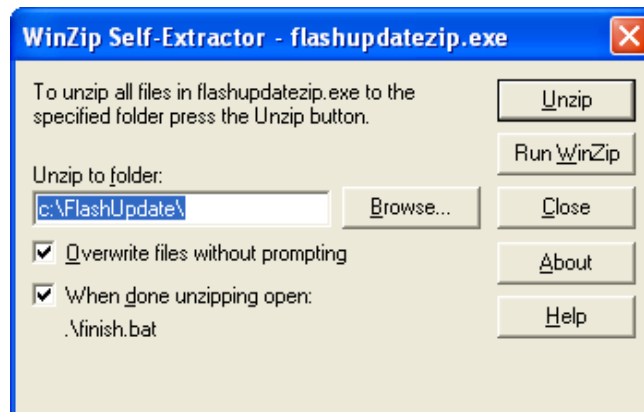 WinZip Self-Extractor - flashupdatezip.exe
To unzip all files in flashupdatezip.exe to the
specified folder press the Unzip button.
Unzip
Run WinZip
Unzip to folder:
c:\FlashUpdate\
Browse...
Close
Overwrite files without prompting
About
When done unzipping open:
.\finish.bat
Help